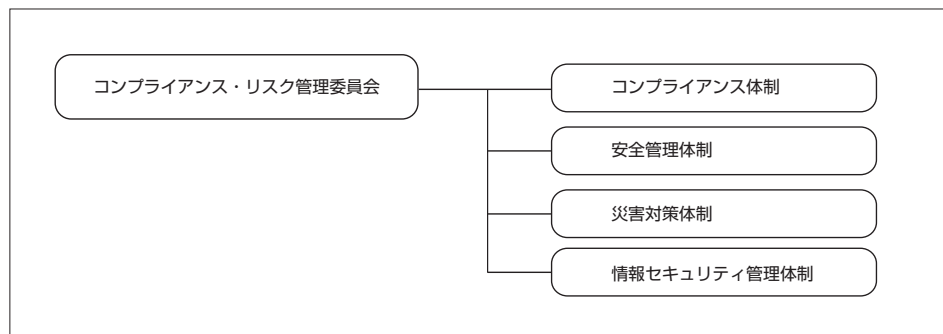 コンプライアンス・リスク管理委員会
コンプライアンス体制
安全管理体制
災害対策体制
情報セキュリティ管理体制